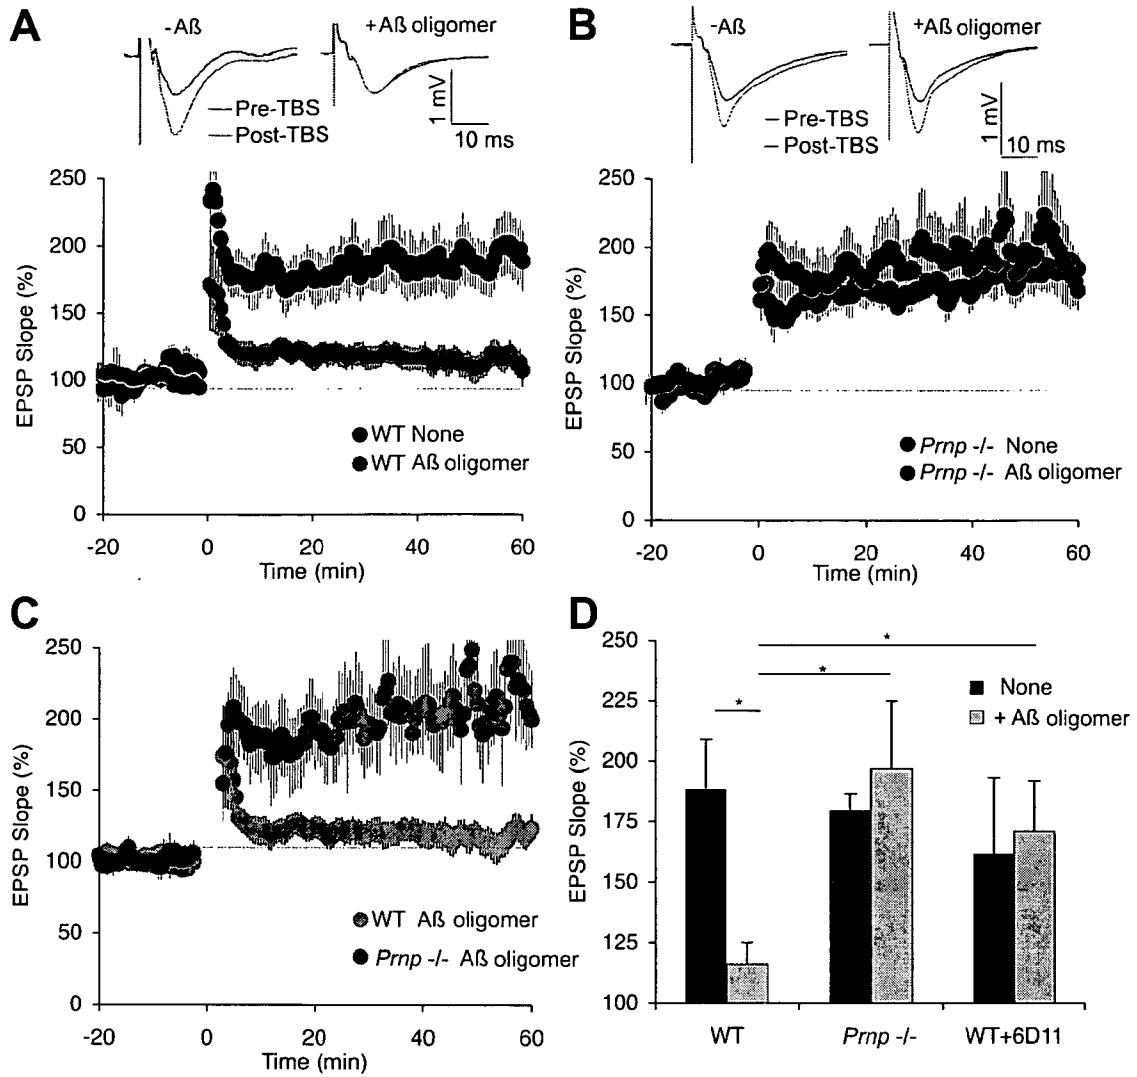 A
-Aß
+Aß oligomer
Pre-TBS
Post-TBS
1 mV
10 ms
EPSP Slope (%)
250
200
150
100
50
0
WT None
WT Aß oligomer
-20
0
20
40
60
Time (min)
B
-Aß
+Aß oligomer
Pre-TBS
Post-TBS
1 mV
10 ms
EPSP Slope (%)
250
200
150
100
50
0
Prnp -/- None
Prnp -/- Aß oligomer
-20
0
20
40
60
Time (min)
C
EPSP Slope (%)
250
200
150
100
50
0
WT Aß oligomer
Prnp -/- Aß oligomer
-20
0
20
40
60
Time (min)
D
EPSP Slope (%)
250
225
200
175
150
125
100
*
*
*
None
+ Aß oligomer
WT
Prnp -/-
WT+6D11